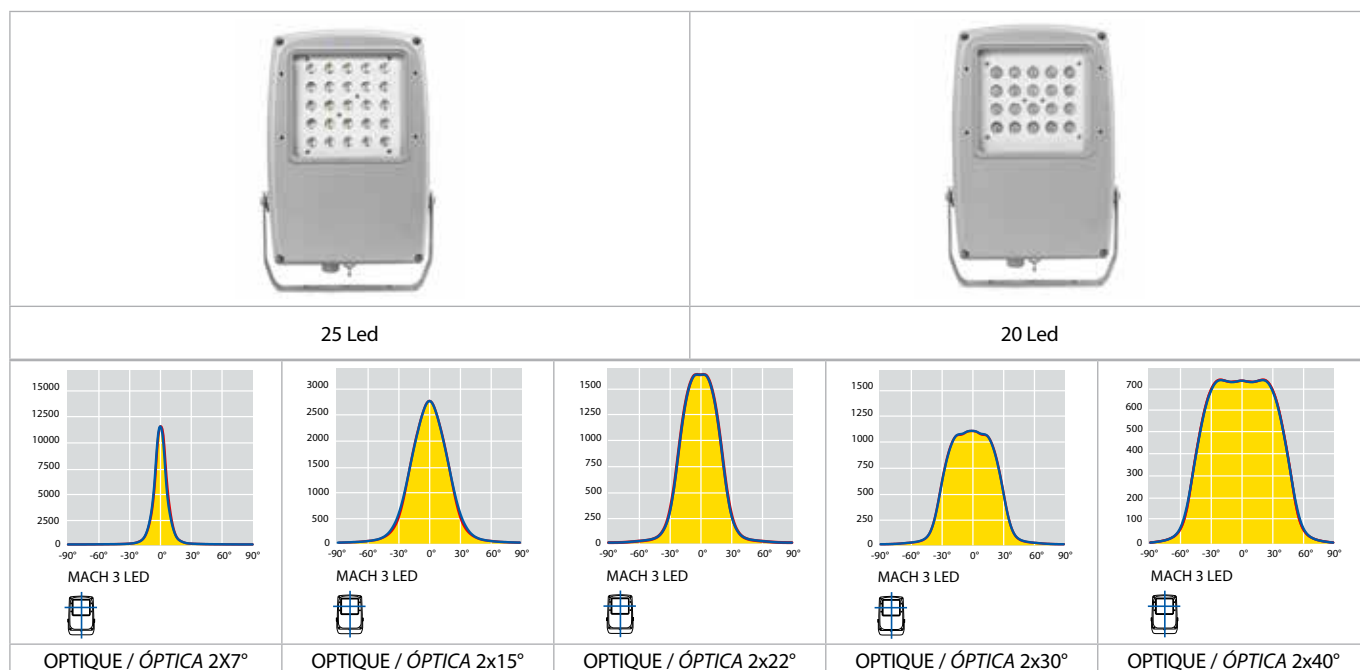 25 Led
20 Led
15000
12500
10000
7500
5000
2500
0
-90° -60° -30° 0° 30° 60° 90°
MACH 3 LED
OPTIQUE / ÓPTICA 2X7°
3000
2500
2000
1500
1000
500
0
-90° -60° -30° 0° 30° 60° 90°
MACH 3 LED
OPTIQUE / ÓPTICA 2x15°
1500
1250
1000
750
500
250
0
-90° -60° -30° 0° 30° 60° 90°
MACH 3 LED
OPTIQUE / ÓPTICA 2x22°
1500
1250
1000
750
500
250
0
-90° -60° -30° 0° 30° 60° 90°
MACH 3 LED
OPTIQUE / ÓPTICA 2x30°
700
600
500
400
300
200
100
0
-90° -60° -30° 0° 30° 60° 90°
MACH 3 LED
OPTIQUE / ÓPTICA 2x40°